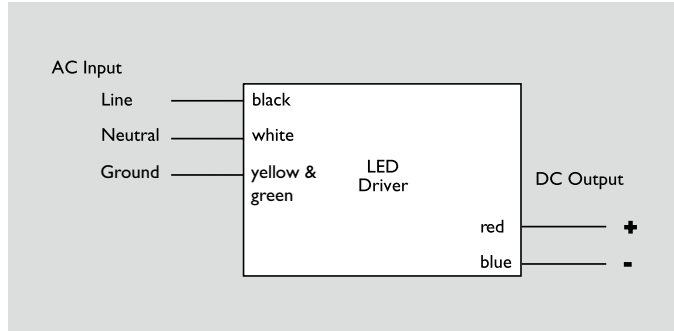 AC Input
Line
black
Neutral
white
Ground
yellow &
green
LED
Driver
DC Output
red
+
blue
-